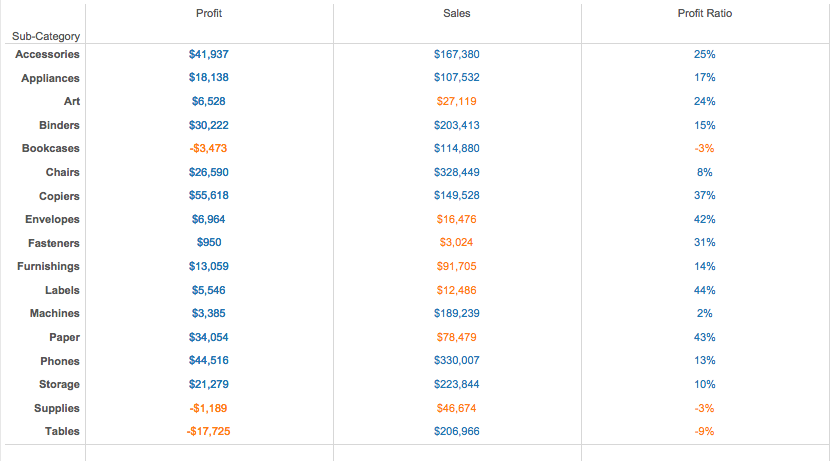 Profit Sales Profit Ratio
Sub-Category
Accessories $41,937 $167,380 25%
Appliances $18,138 $107,532 17%
Art $6,528 $27,119 24%
Binders $30,222 $203,413 15%
Bookcases -$3,473 $114,880 -3%
Chairs $26,590 $328,449 8%
Copiers $55,618 $149,528 37%
Envelopes $6,964 $16,476 42%
Fasteners $950 $3,024 31%
Furnishings $13,059 $91,705 14%
Labels $5,546 $12,486 44%
Machines $3,385 $189,239 2%
Paper $34,054 $78,479 43%
Phones $44,516 $330,007 13%
Storage $21,279 $223,844 10%
Supplies -$1,189 $46,674 -3%
Tables -$17,725 $206,966 -9%